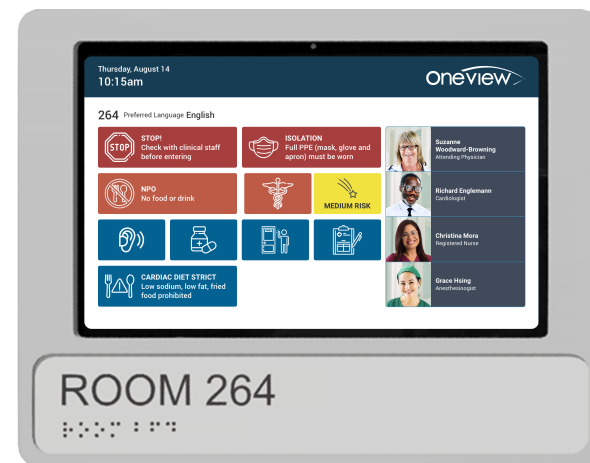 Thursday, August 14
10:15am
Oneview
264 Preferred Language English
STOP
STOP!
Check with clinical staff
before entering
ISOLATION
Full PPE (mask, glove and
apron) must be worn
NPO
No food or drink
MEDIUM RISK
CARDIAC DIET STRICT
Low sodium, low fat, fried
food prohibited
Suzanne
Woodward-Browning
Attending Physician
Richard Englemann
Cardiologist
Christina Mora
Registered Nurse
Grace Hsing
Anesthesioogist
ROOM 264